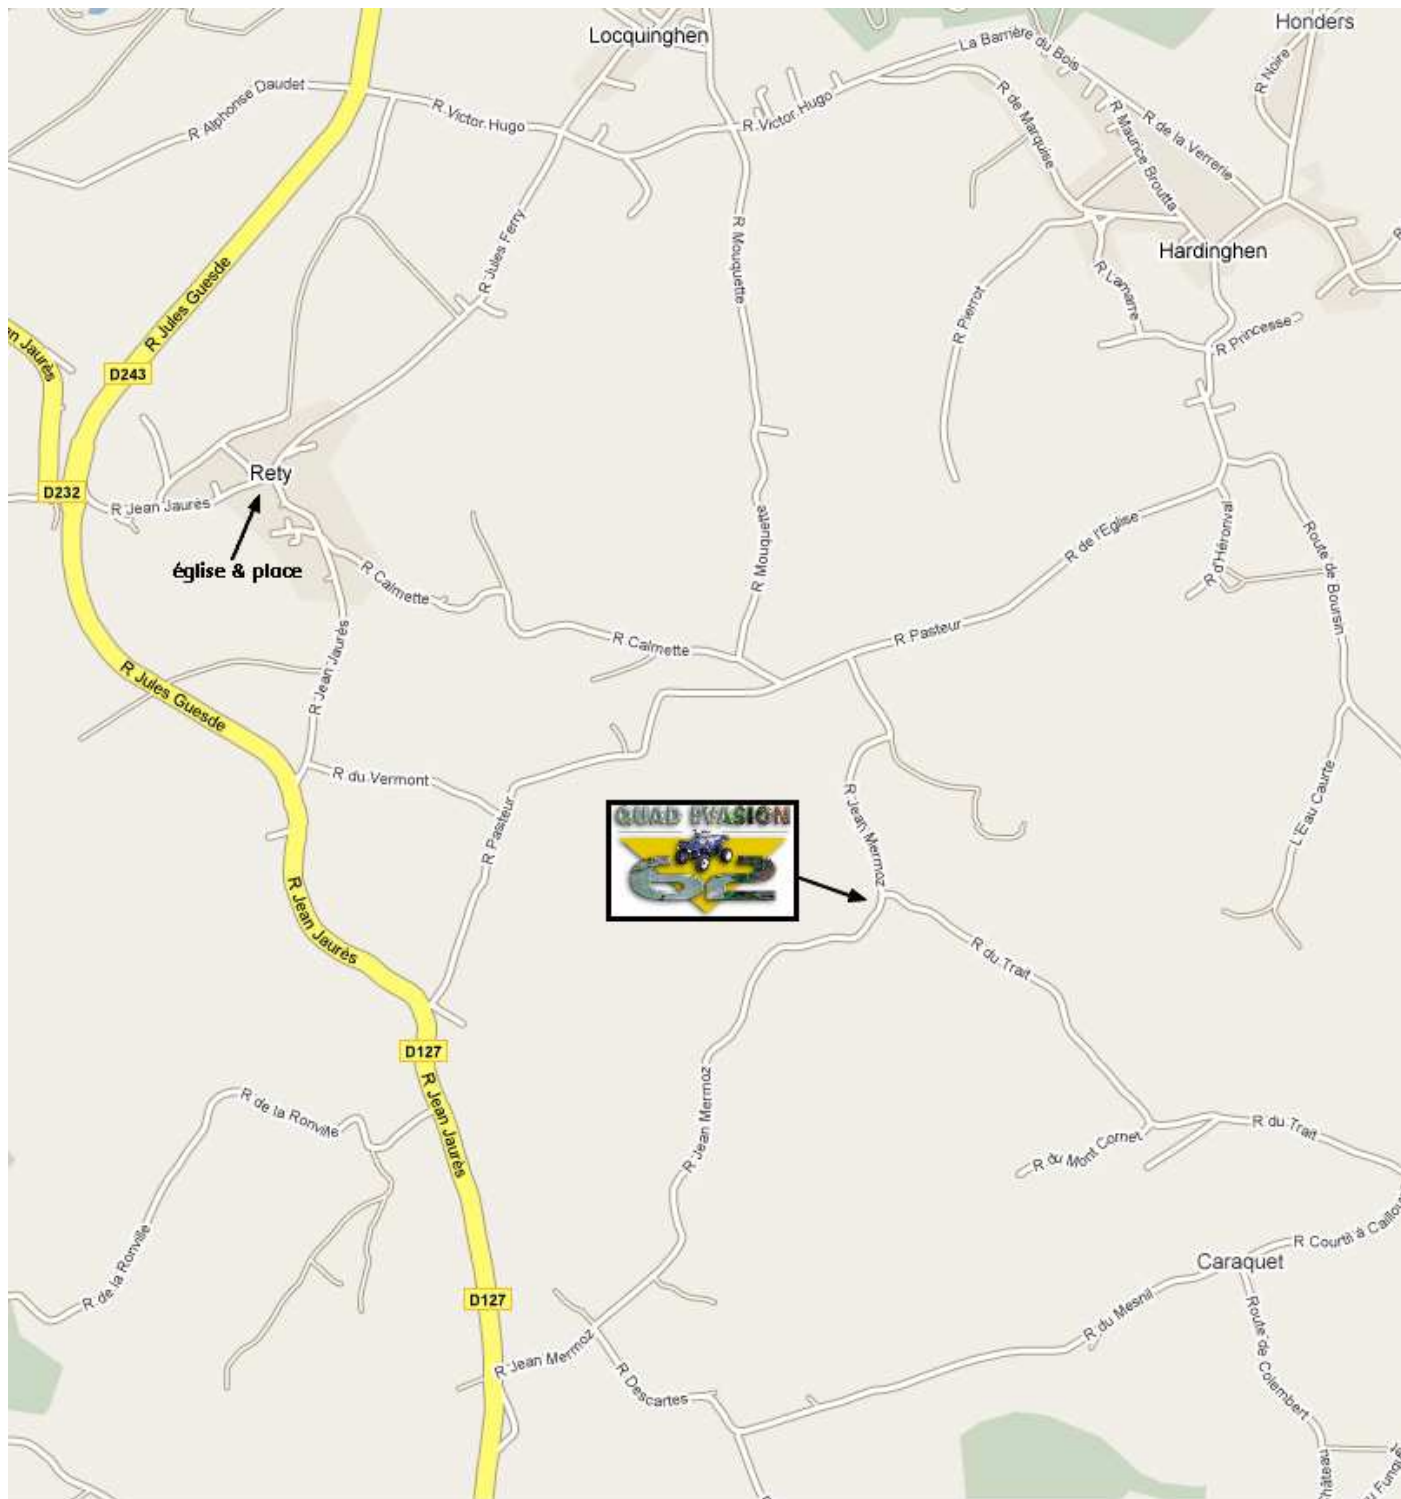 Locquinghen
Honders
La Barrière du Bois
R Noire
R Alphonse Daudet
R Victor Hugo
R Victor Hugo
R de Marquise
R Maurice Broutta
R de la Verrerie
R Jules Ferry
R Mouquette
Hardinghen
R Lamarre
R Pierrot
R Princesse
R Jules Guesde
n Jaurès
D243
Rety
D232
R Jean Jaurès
église & place
R Mouquette
R de l'Eglise
R d'Héronval
Route de Boursin
R Calmette
R Calmette
R Pasteur
R Jean Jaurès
R Jules Guesde
R du Vermont
R Pasteur
QUAD EVASION
62
R Jean Mermoz
L'Eau Caurte
R Jean Jaurès
R du Trait
D127
R Jean Jaurès
R de la Ronville
R Jean Mermoz
R du Mont Cornet
R du Trait
R de la Ronville
R Courtil à Caillou
Caraquet
D127
R du Mesnil
R Jean Mermoz
R Descartes
Route de Colembert
Château